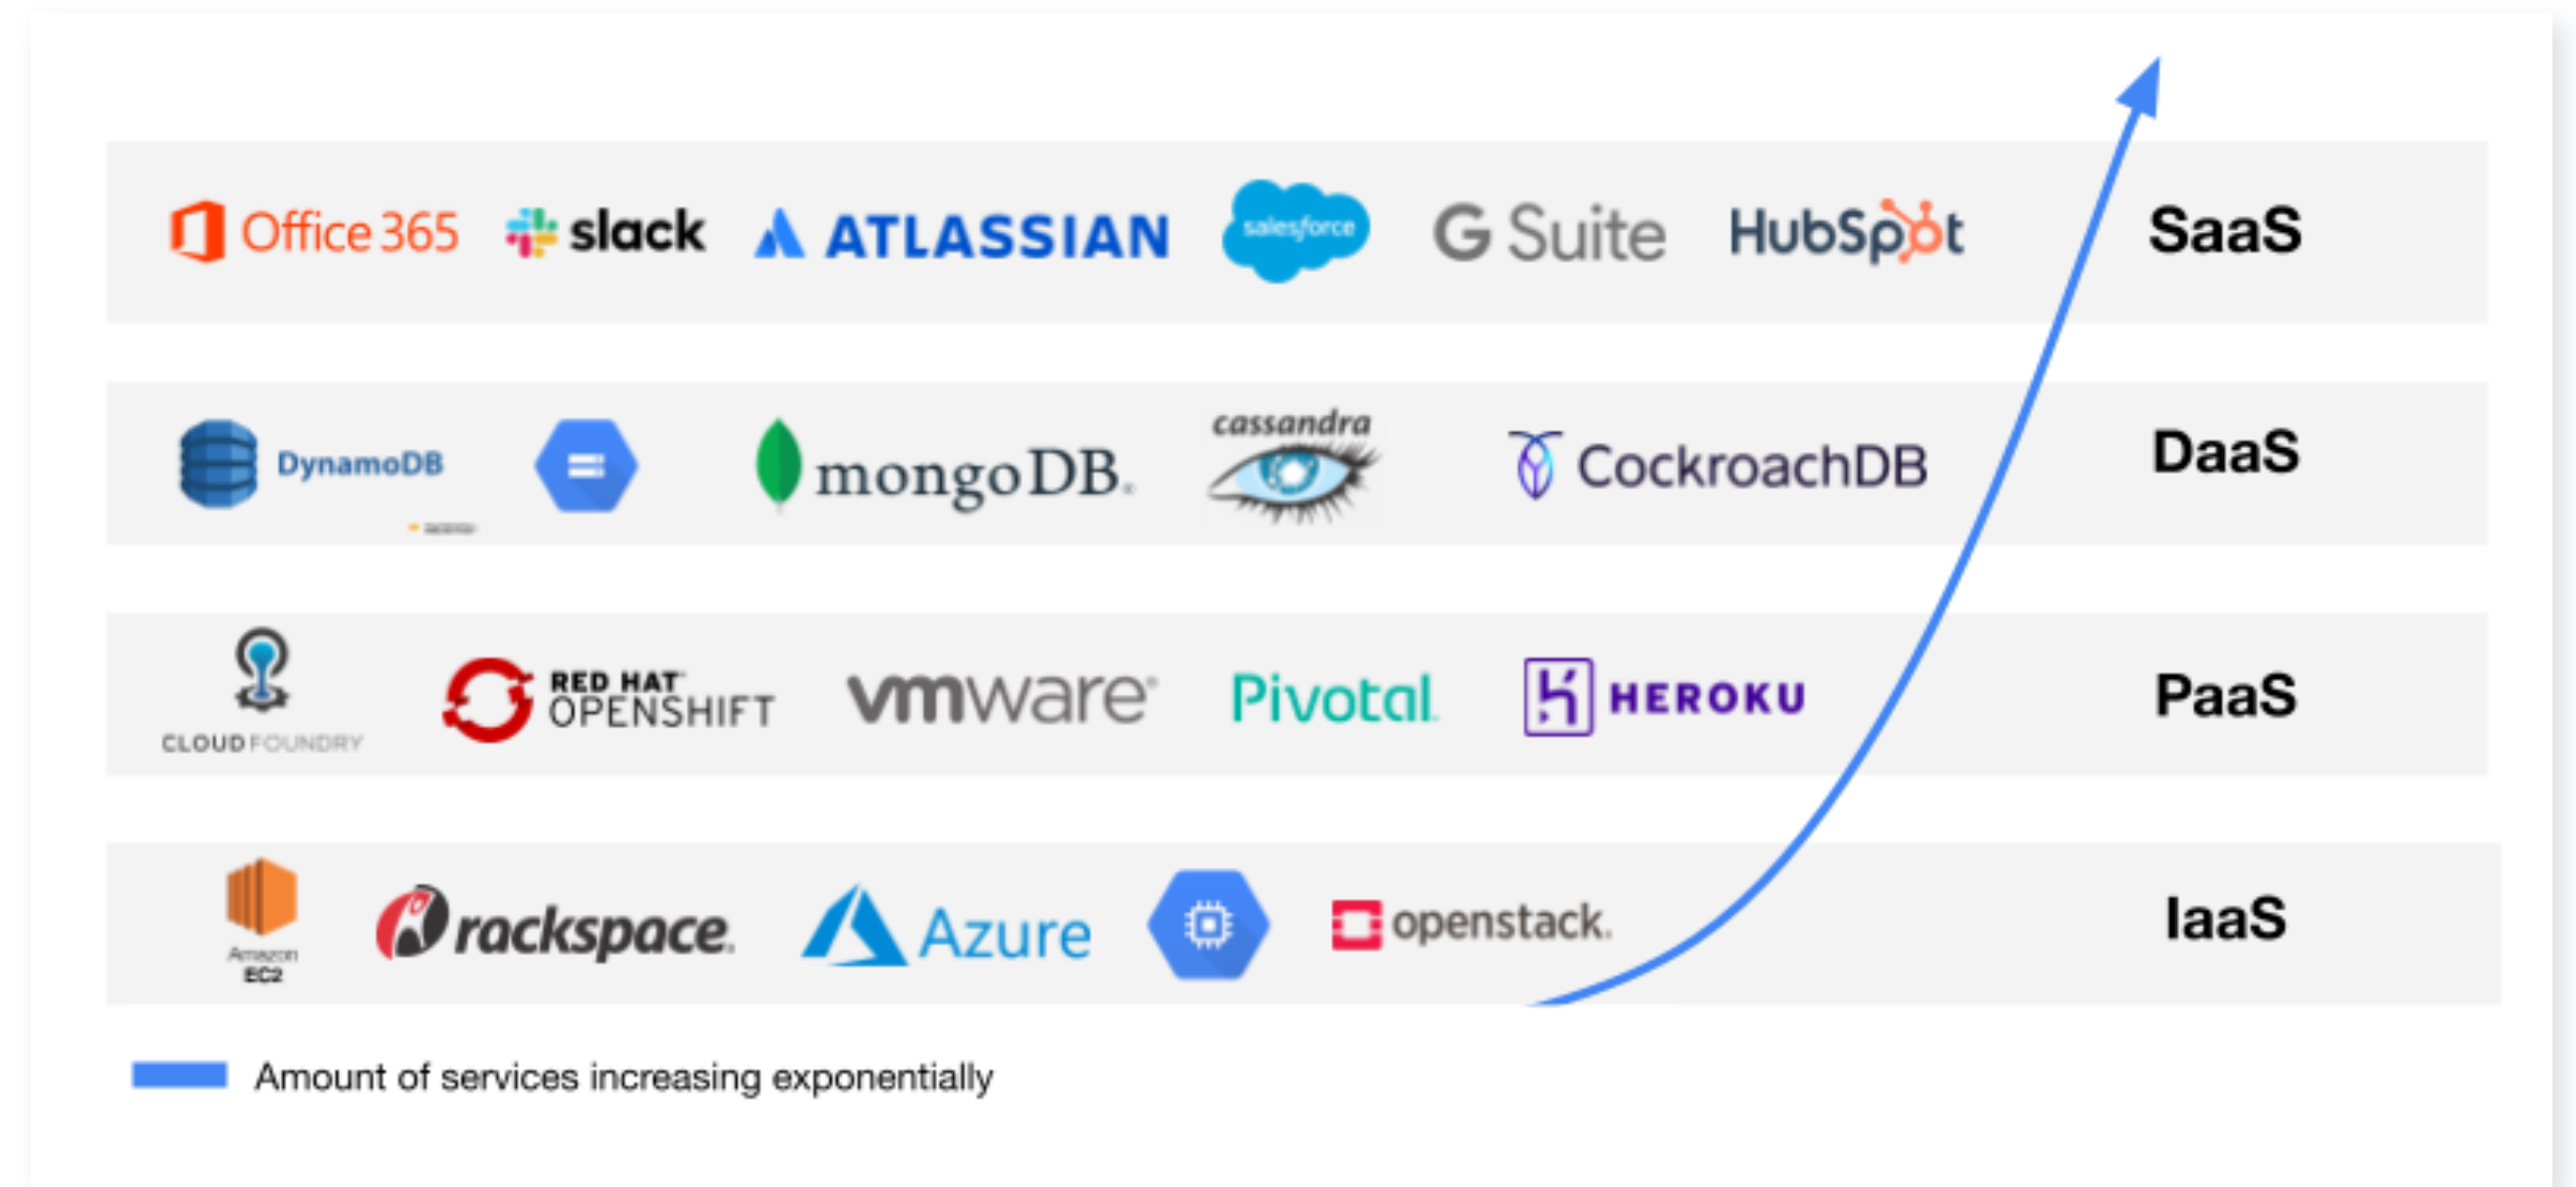 Office 365
slack
ATLASSIAN
salesforce
G Suite
HubSpot
SaaS
DynamoDB
mongoDB.
cassandra
CockroachDB
DaaS
CLOUD FOUNDRY
RED HAT
OPENSHIFT
vmware®
Pivotal.
HEROKU
PaaS
Amazon
EC2
rackspace.
Azure
openstack.
IaaS
Amount of services increasing exponentially